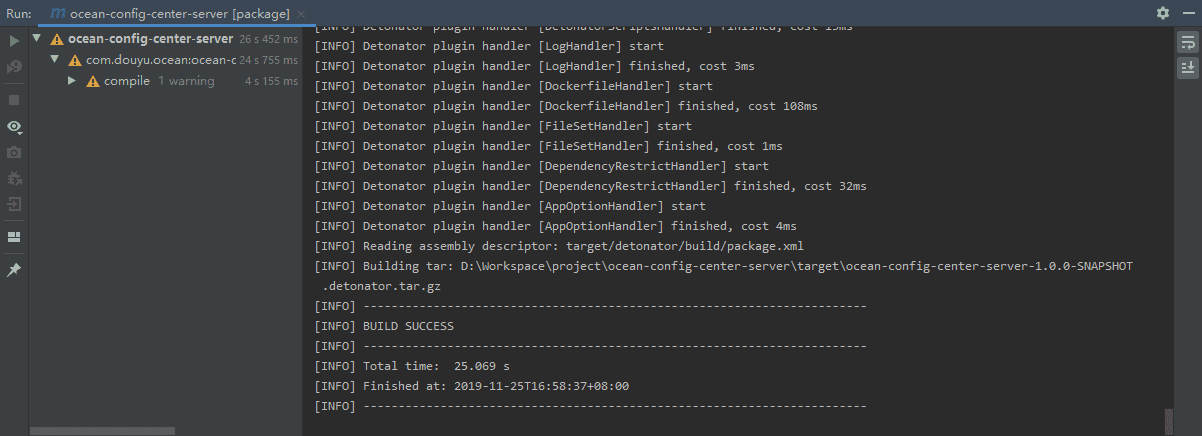 Run: ocean-config-center-server [package]
ocean-config-center-server 26 s 452 ms
com.douyu.ocean:ocean-c 24 s 755 ms
compile 1 warning 4 s 155 ms
[INFO] Detonator plugin handler [DetonatorScriptsHandler] finished, cost 15ms
[INFO] Detonator plugin handler [LogHandler] start
[INFO] Detonator plugin handler [LogHandler] finished, cost 3ms
[INFO] Detonator plugin handler [DockerfileHandler] start
[INFO] Detonator plugin handler [DockerfileHandler] finished, cost 108ms
[INFO] Detonator plugin handler [FileSetHandler] start
[INFO] Detonator plugin handler [FileSetHandler] finished, cost 1ms
[INFO] Detonator plugin handler [DependencyRestrictHandler] start
[INFO] Detonator plugin handler [DependencyRestrictHandler] finished, cost 32ms
[INFO] Detonator plugin handler [AppOptionHandler] start
[INFO] Detonator plugin handler [AppOptionHandler] finished, cost 4ms
[INFO] Reading assembly descriptor: target/detonator/build/package.xml
[INFO] Building tar: D:\Workspace\project\ocean-config-center-server\target\ocean-config-center-server-1.0.0-SNAPSHOT
.detonator.tar.gz
[INFO] ------------------------------------------------------------------------
[INFO] BUILD SUCCESS
[INFO] ------------------------------------------------------------------------
[INFO] Total time:  25.069 s
[INFO] Finished at: 2019-11-25T16:58:37+08:00
[INFO] ------------------------------------------------------------------------